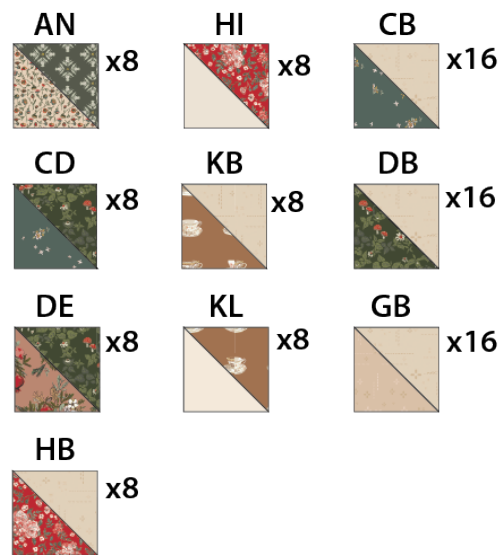 AN HI CB
x8 x8 x16
CD KB DB
x8 x8 x16
DE KL GB
x8 x8 x16
HB
x8